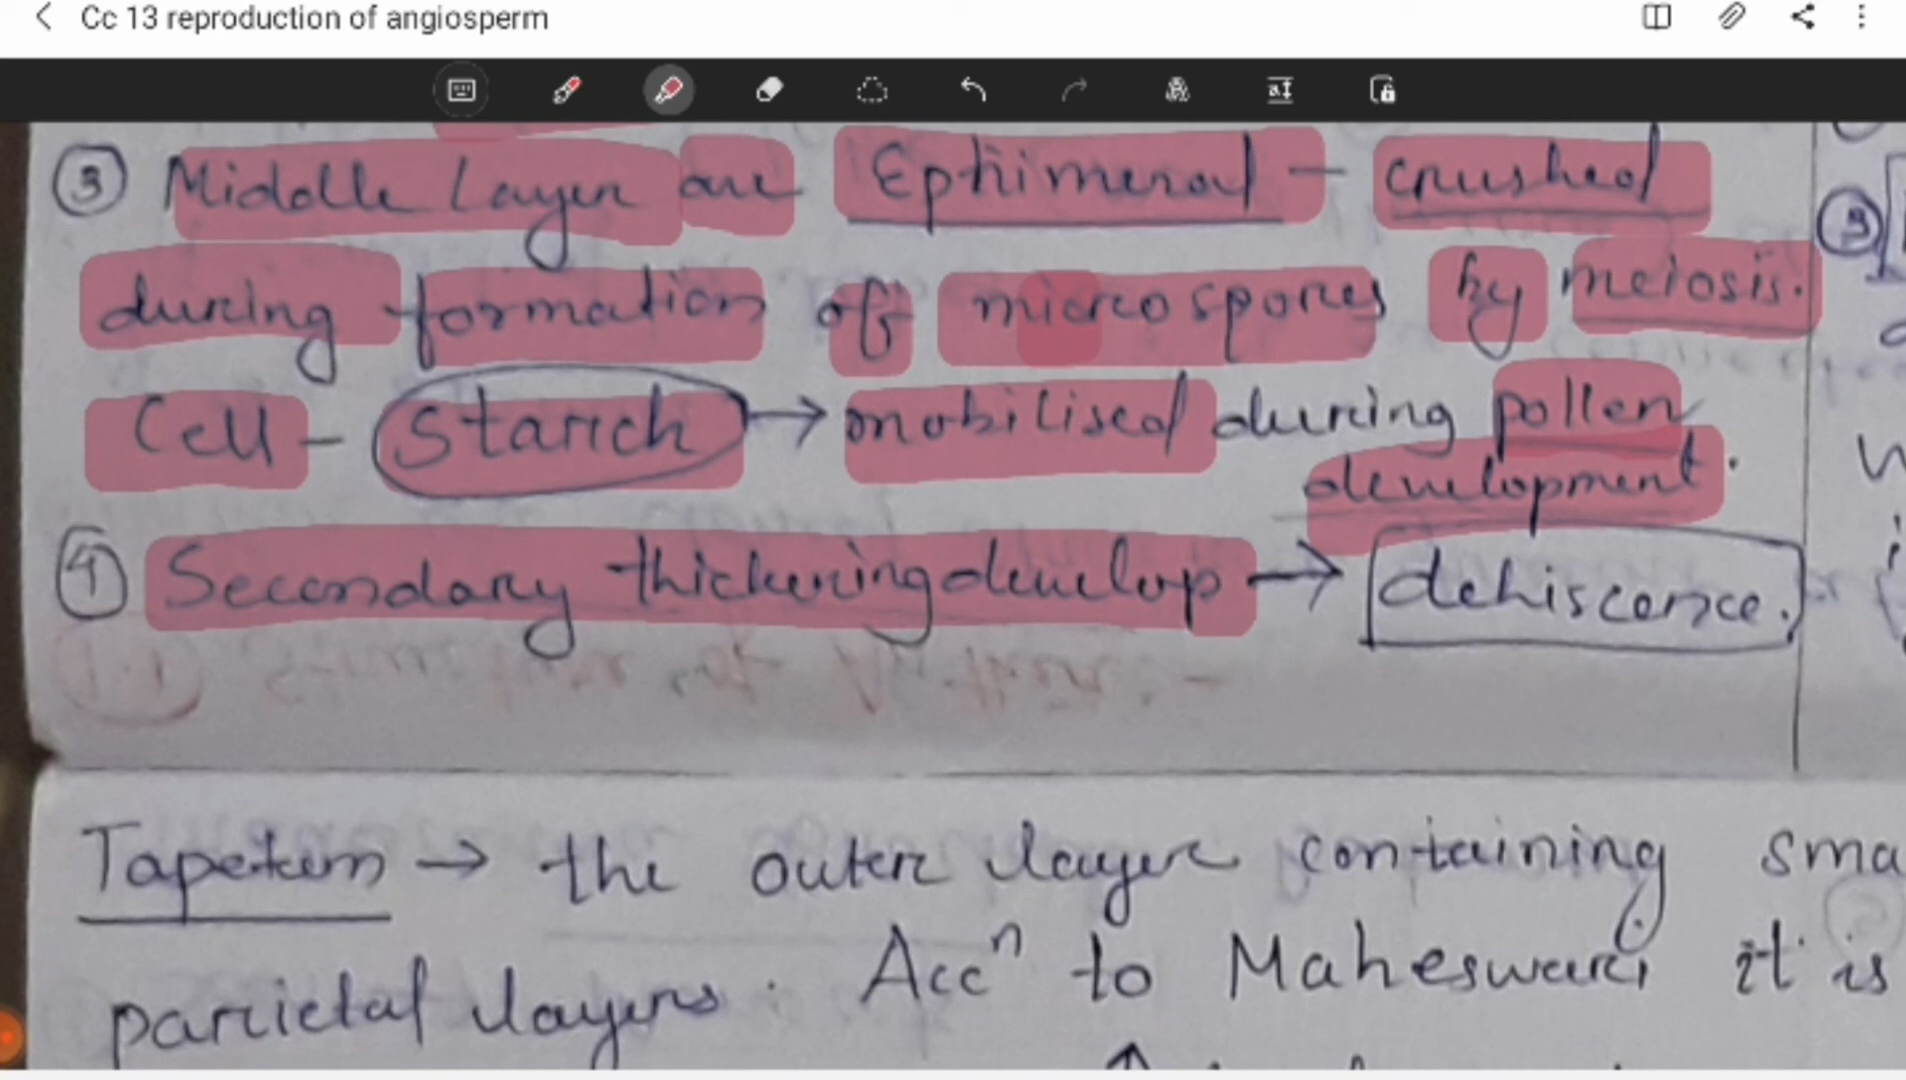 Cc 13 reproduction of angiosperm
③ Middle Layer are Ephimeral – crushed
during formation of microspores by meiosis.
Cell – Starch → mobilised during pollen
development.
④ Secondary thickening develop → dehiscence.
Tapetum → the outer layer containing sma
parietal layers. Accⁿ to Maheswari it is